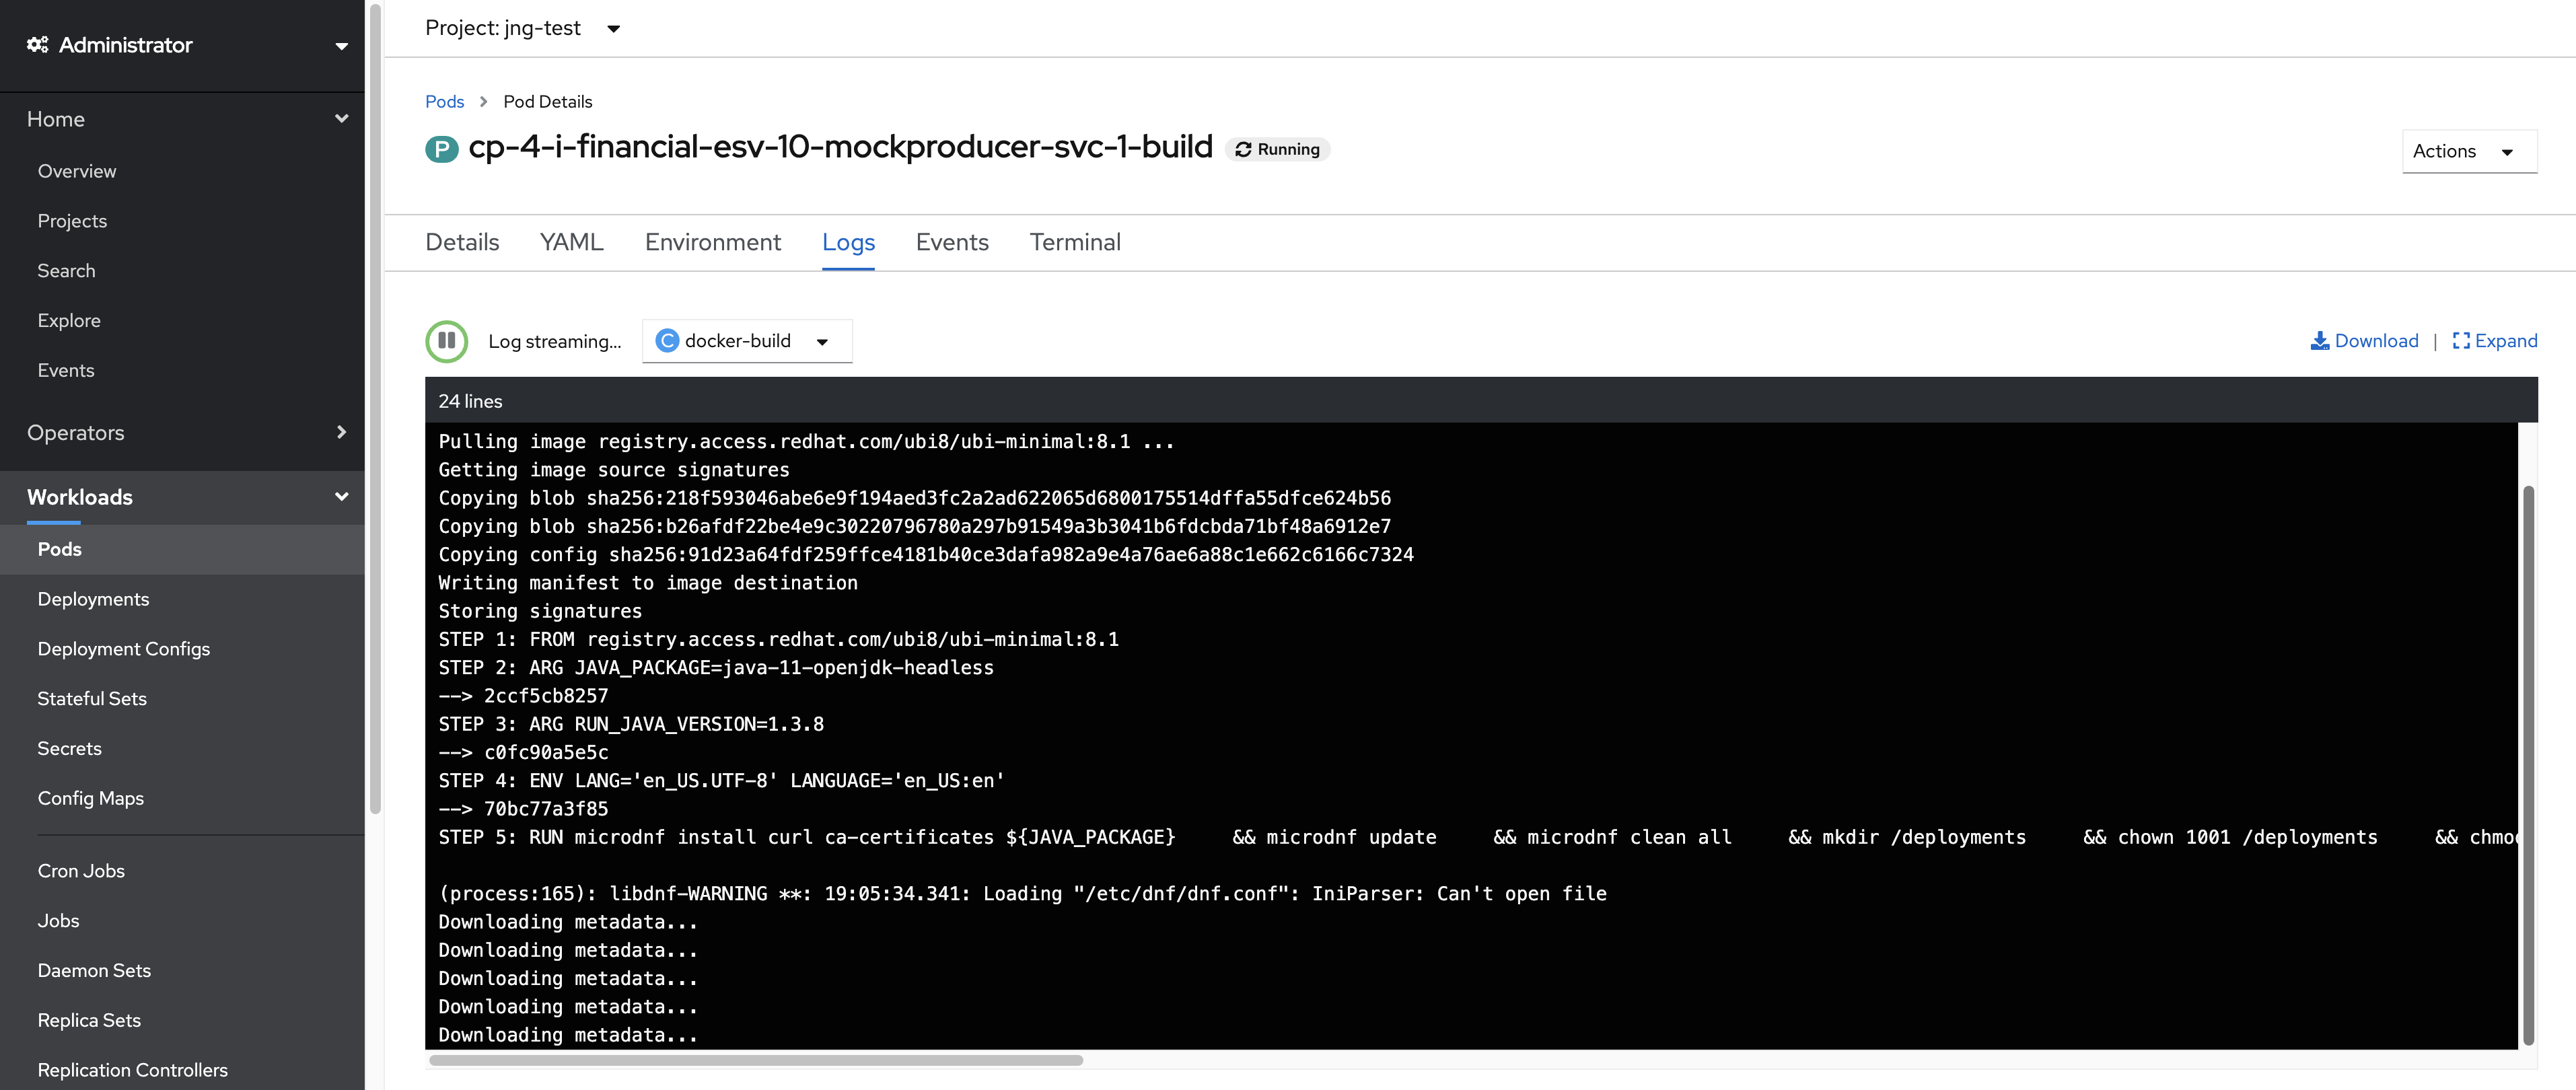 Administrator
Home
Overview
Projects
Search
Explore
Events
Operators
Workloads
Pods
Deployments
Deployment Configs
Stateful Sets
Secrets
Config Maps
Cron Jobs
Jobs
Daemon Sets
Replica Sets
Replication Controllers
Project: jng-test
Pods > Pod Details
P cp-4-i-financial-esv-10-mockproducer-svc-1-build Running
Actions
Details YAML Environment Logs Events Terminal
Log streaming... C docker-build Download | Expand
24 lines
Pulling image registry.access.redhat.com/ubi8/ubi-minimal:8.1 ...
Getting image source signatures
Copying blob sha256:218f593046abe6e9f194aed3fc2a2ad622065d6800175514dffa55dfce624b56
Copying blob sha256:b26afdf22be4e9c30220796780a297b91549a3b3041b6fdcbda71bf48a6912e7
Copying config sha256:91d23a64fdf259ffce4181b40ce3dafa982a9e4a76ae6a88c1e662c6166c7324
Writing manifest to image destination
Storing signatures
STEP 1: FROM registry.access.redhat.com/ubi8/ubi-minimal:8.1
STEP 2: ARG JAVA_PACKAGE=java-11-openjdk-headless
--> 2ccf5cb8257
STEP 3: ARG RUN_JAVA_VERSION=1.3.8
--> c0fc90a5e5c
STEP 4: ENV LANG='en_US.UTF-8' LANGUAGE='en_US:en'
--> 70bc77a3f85
STEP 5: RUN microdnf install curl ca-certificates ${JAVA_PACKAGE} && microdnf update && microdnf clean all && mkdir /deployments && chown 1001 /deployments &&
(process:165): libdnf-WARNING **: 19:05:34.341: Loading "/etc/dnf/dnf.conf": IniParser: Can't open file
Downloading metadata...
Downloading metadata...
Downloading metadata...
Downloading metadata...
Downloading metadata...